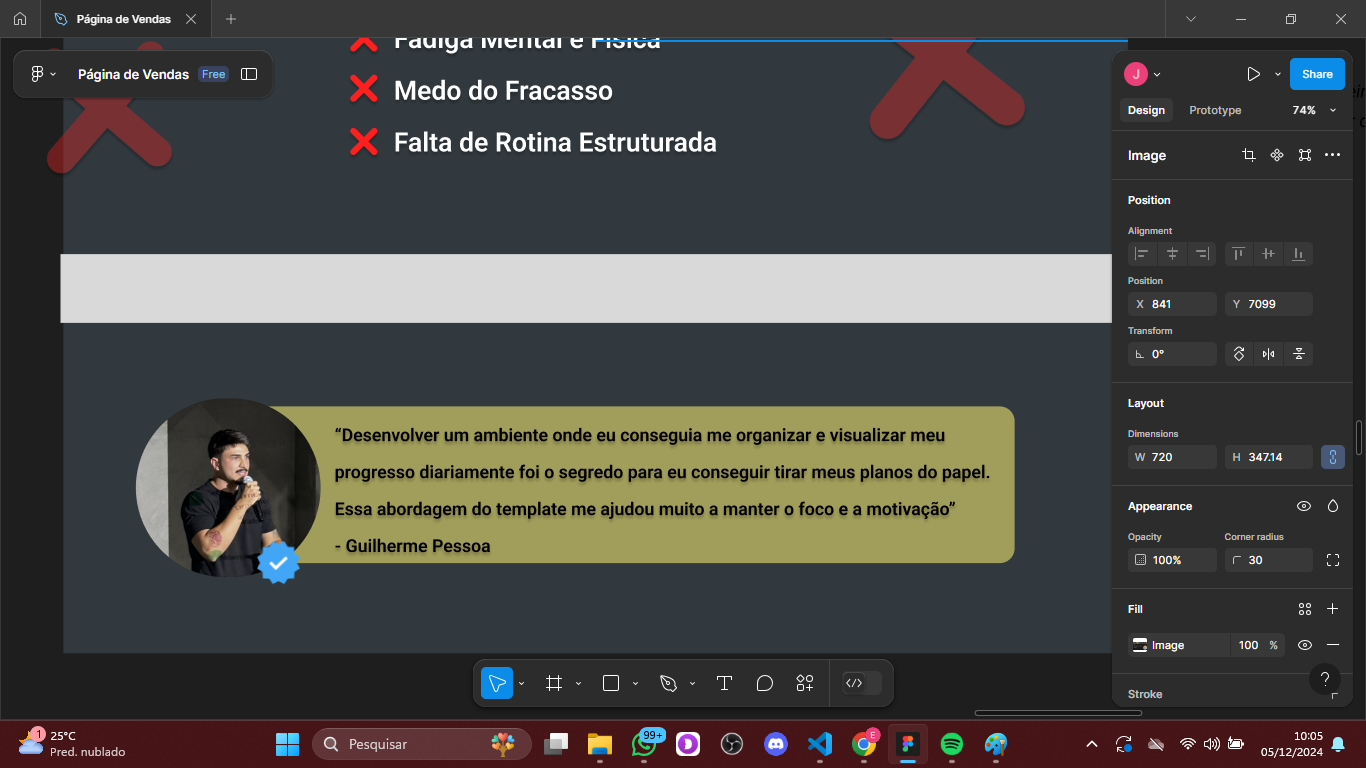 Página de Vendas
Fadiga Mental e Física
Página de Vendas Free
Medo do Fracasso
Falta de Rotina Estruturada
J
Share
Design Prototype 74%
Image
Position
Alignment
Position
X 841 Y 7099
Transform
0°
Layout
Dimensions
W 720 H 347.14
Appearance
Opacity Corner radius
100% 30
Fill
Image 100 %
Stroke
?
“Desenvolver um ambiente onde eu conseguia me organizar e visualizar meu
progresso diariamente foi o segredo para eu conseguir tirar meus planos do papel.
Essa abordagem do template me ajudou muito a manter o foco e a motivação”
- Guilherme Pessoa
1
25°C
Pred. nublado
Pesquisar
99+
E
10:05
05/12/2024